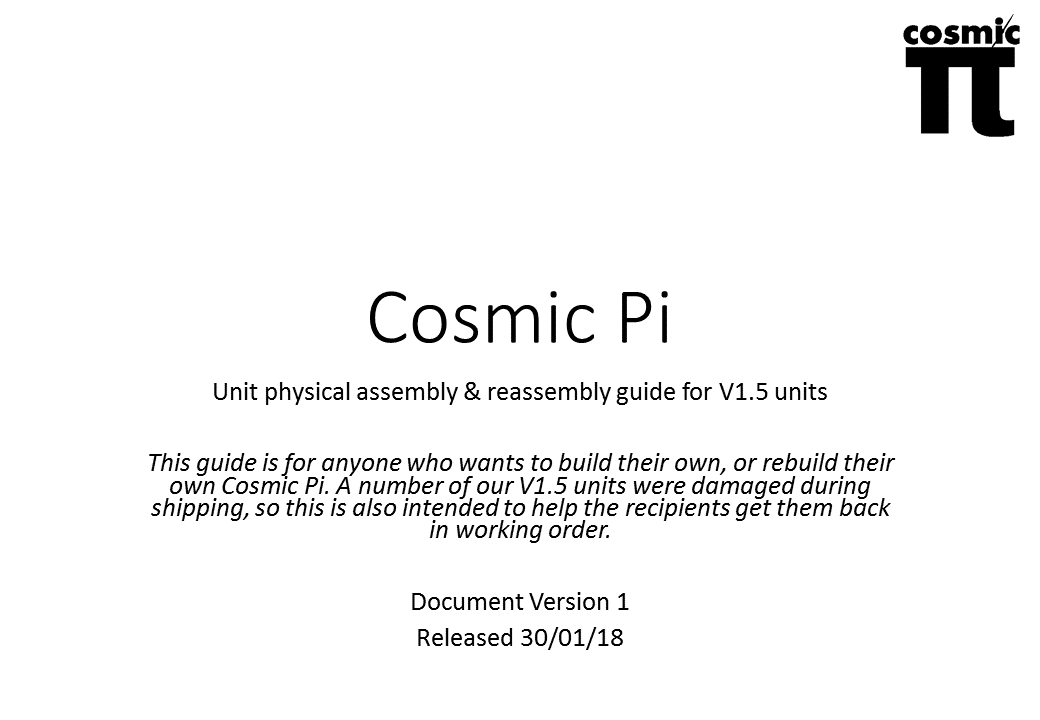 cosmic
π
Cosmic Pi
Unit physical assembly & reassembly guide for V1.5 units
This guide is for anyone who wants to build their own, or rebuild their
own Cosmic Pi. A number of our V1.5 units were damaged during
shipping, so this is also intended to help the recipients get them back
in working order.
Document Version 1
Released 30/01/18